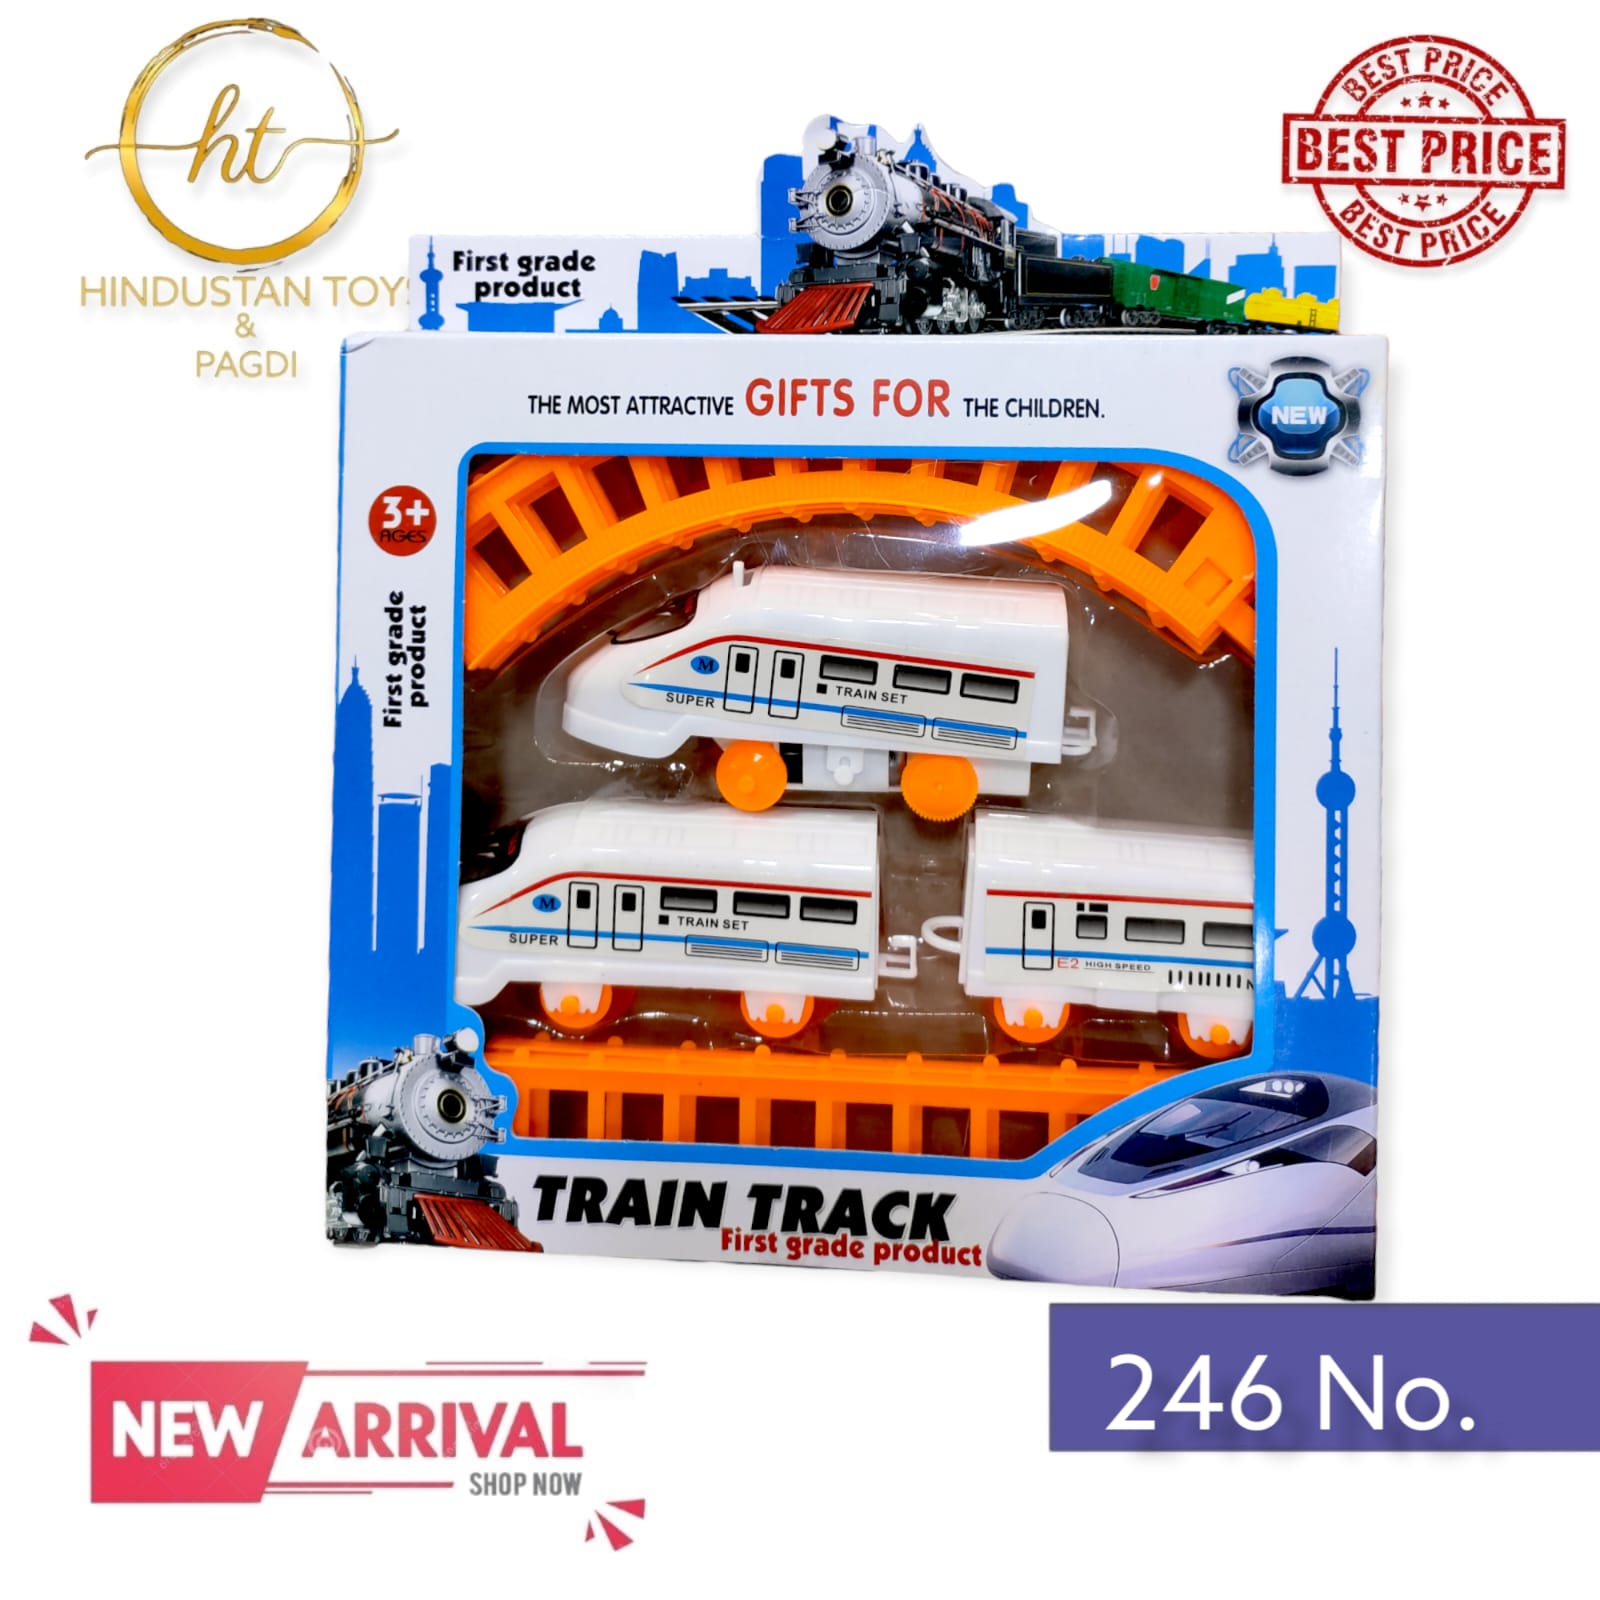 ht
HINDUSTAN TOYS
&
PAGDI
BEST PRICE
BEST PRICE
BEST PRICE
First grade
product
THE MOST ATTRACTIVE GIFTS FOR THE CHILDREN.
NEW
3+
AGES
First grade
product
M
SUPER
TRAIN SET
M
SUPER
TRAIN SET
E2 HIGH SPEED
TRAIN TRACK
First grade product
NEW ARRIVAL
SHOP NOW
246 No.